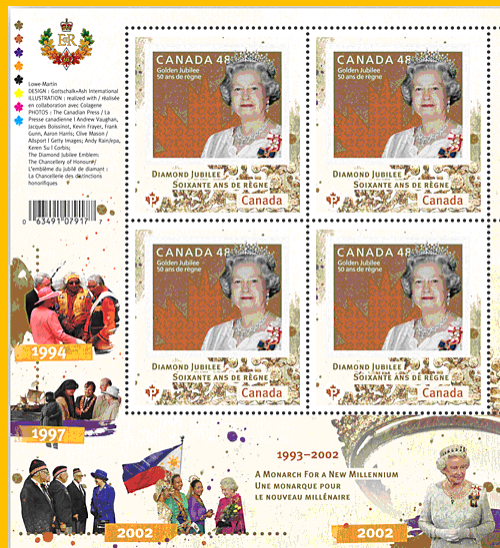 EIIR
Lowe-Martin
DESIGN : Gottschalk+Ash International
ILLUSTRATION : realized with / réalisée
en collaboration avec Colagene
PHOTOS : The Canadian Press / La
Presse canadienne I Andrew Vaughan,
Jacques Boissinot, Kevin Frayer, Frank
Gunn, Aaron Harris; Clive Mason /
Allsport I Getty Images; Andy Rain/epa,
Keren Su I Corbis;
The Diamond Jubilee Emblem:
The Chancellery of Honours/
L'emblème du jubilé de diamant :
La Chancellerie des distinctions
honorifiques
0 63491 07917 7
CANADA 48
Golden Jubilee
50 ans de règne
DIAMOND JUBILEE
SOIXANTE ANS DE RÈGNE
P Canada
CANADA 48
Golden Jubilee
50 ans de règne
DIAMOND JUBILEE
SOIXANTE ANS DE RÈGNE
P Canada
CANADA 48
Golden Jubilee
50 ans de règne
DIAMOND JUBILEE
SOIXANTE ANS DE RÈGNE
P Canada
CANADA 48
Golden Jubilee
50 ans de règne
DIAMOND JUBILEE
SOIXANTE ANS DE RÈGNE
P Canada
1994
1997
1993–2002
A MONARCH FOR A NEW MILLENNIUM
UNE MONARQUE POUR
LE NOUVEAU MILLÉNAIRE
2002
2002